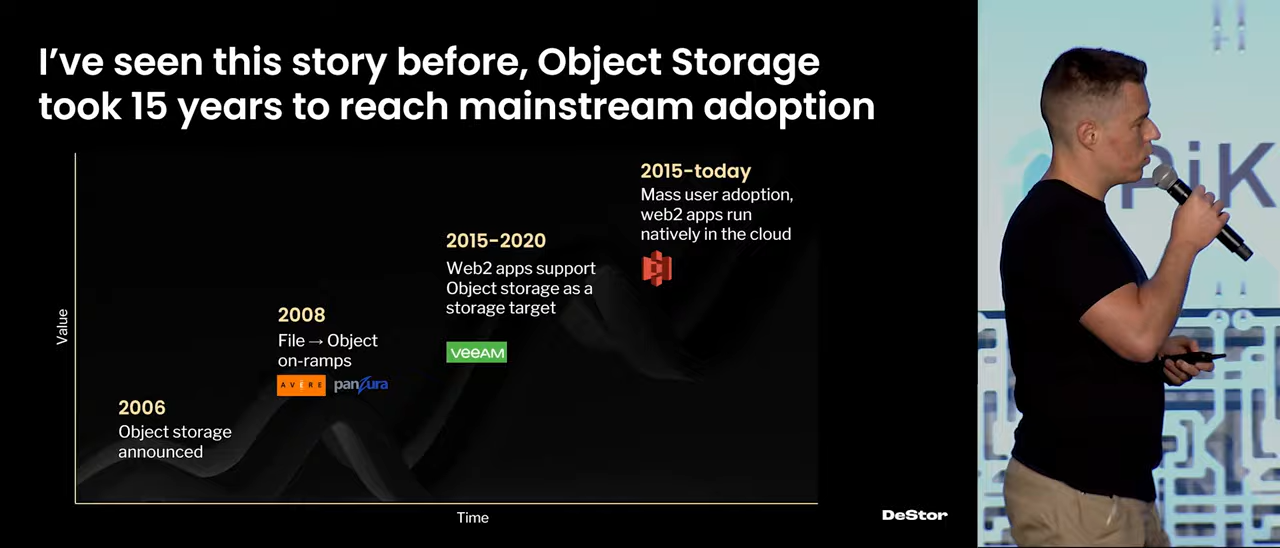 I’ve seen this story before, Object Storage
took 15 years to reach mainstream adoption
Value
2006
Object storage
announced
2008
File → Object
on-ramps
AVERE
panzura
2015-2020
Web2 apps support
Object storage as a
storage target
veeAM
2015-today
Mass user adoption,
web2 apps run
natively in the cloud
Time
DeStor
PiK